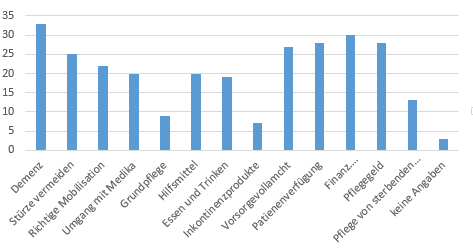 35
30
25
20
15
10
5
0
Demenz
Stürze vermeiden
Richtige Mobilisation
Umgang mit Medika
Grundpflege
Hilfsmittel
Essen und Trinken
Inkontinenzprodukte
Vorsorgevollamcht
Patienenverfügung
Finanz....
Pflegegeld
Pflege von sterbenden...
keine Angaben